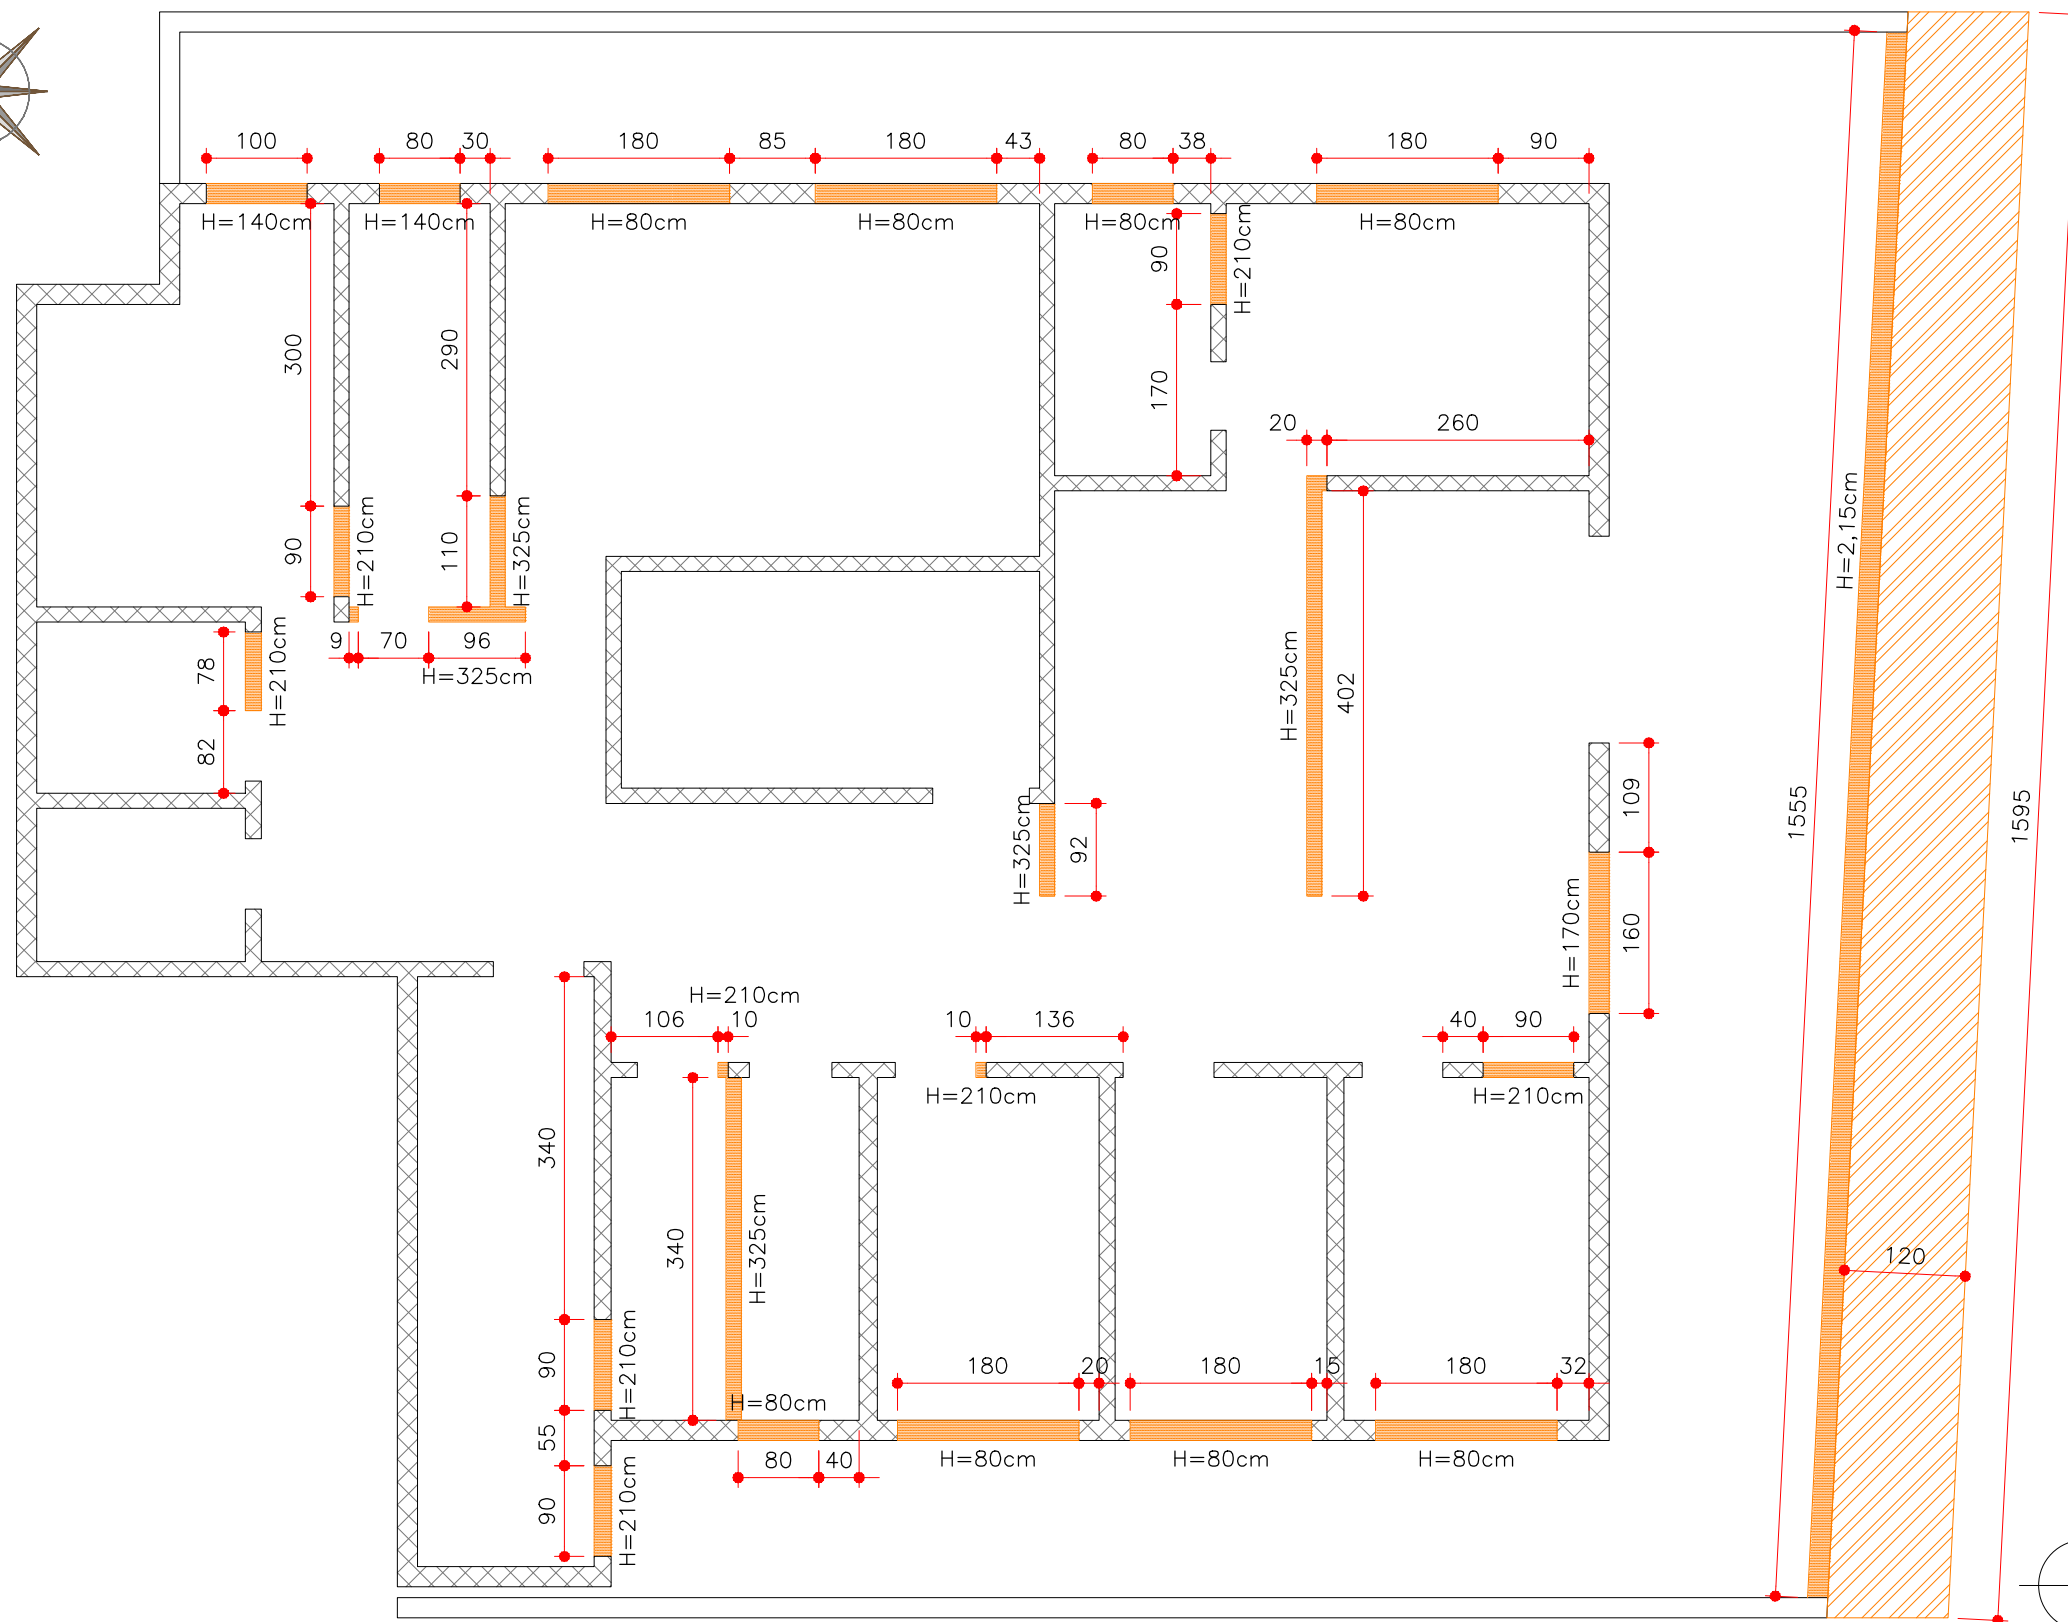 100
80
30
180
85
180
43
80
38
180
90
H=140cm
H=140cm
H=80cm
H=80cm
H=80cm
H=80cm
H=210cm
90
170
300
290
20
260
90
H=210cm
110
H=325cm
9
70
96
H=325cm
78
H=210cm
82
H=325cm
402
H=2,15cm
1555
1595
109
H=325cm
92
H=170cm
160
H=210cm
106
10
10
136
40
90
H=210cm
H=210cm
340
340
H=325cm
120
90
H=210cm
180
20
180
15
180
32
H=80cm
55
H=80cm
H=80cm
H=80cm
80
40
90
H=210cm